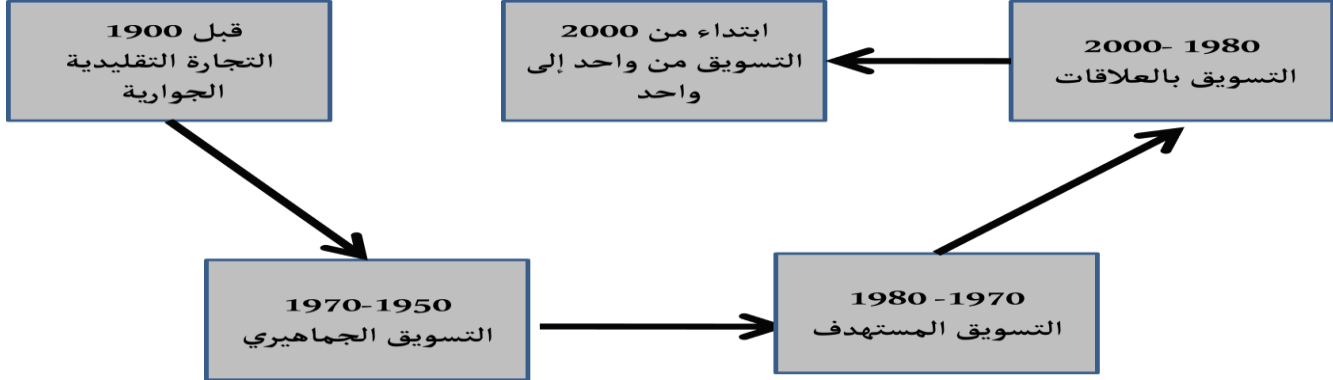 قبل 1900
التجارة التقليدية
الجوارية
1950-1970
التسويق الجماهيري
1970- 1980
التسويق المستهدف
1980 -2000
التسويق بالعلاقات
ابتداء من 2000
التسويق من واحد إلى
واحد